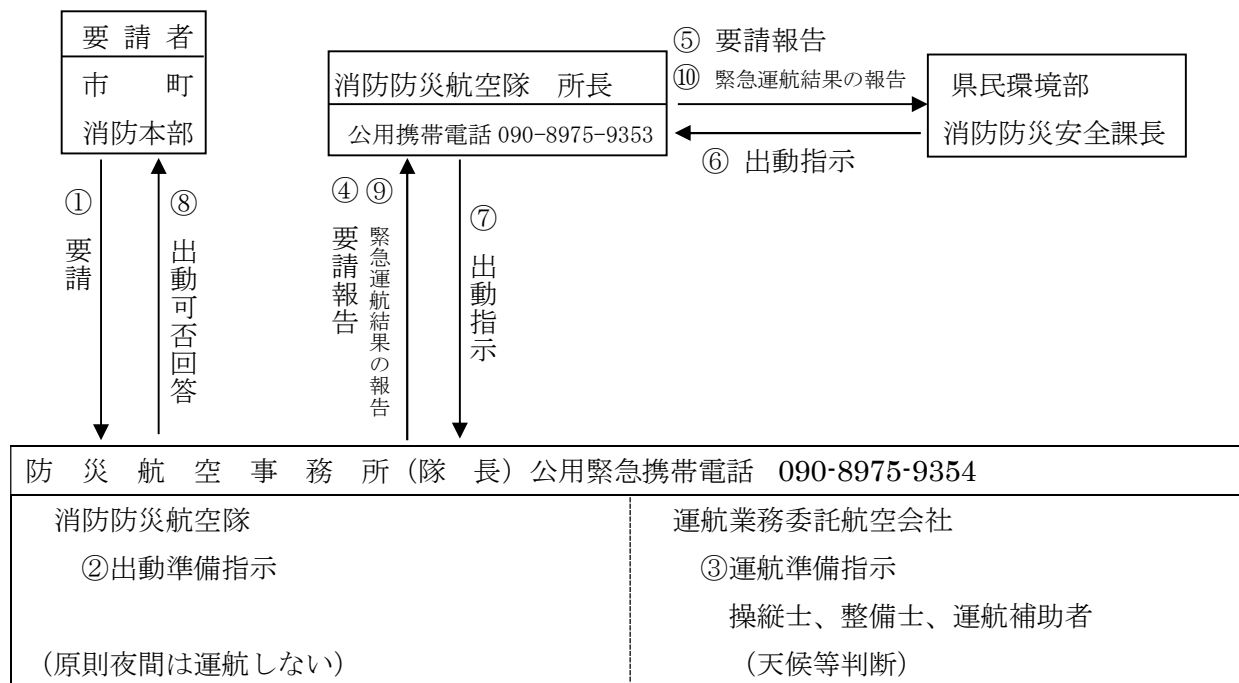 要 請 者
市 町
消防本部
消防防災航空隊 所長
公用携帯電話 090-8975-9353
⑤ 要請報告
⑩ 緊急運航結果の報告
県民環境部
消防防災安全課長
⑥ 出動指示
① 要請
⑧ 出動可否回答
④ 要請報告
⑨ 緊急運航結果の報告
⑦ 出動指示
防 災 航 空 事 務 所 (隊 長) 公用緊急携帯電話 090-8975-9354
消防防災航空隊
②出動準備指示
(原則夜間は運航しない)
運航業務委託航空会社
③運航準備指示
操縦士、整備士、運航補助者
(天候等判断)